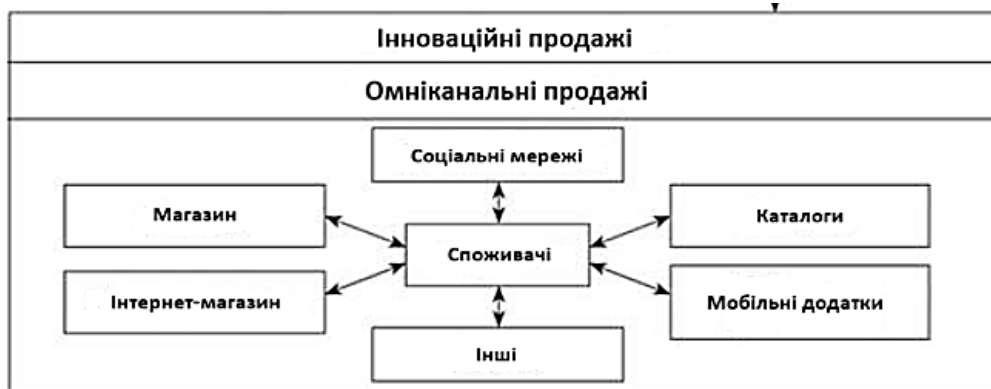 Інноваційні продажі
Омніканальні продажі
Соціальні мережі
Магазин
Каталоги
Споживачі
Інтернет-магазин
Мобільні додатки
Інші